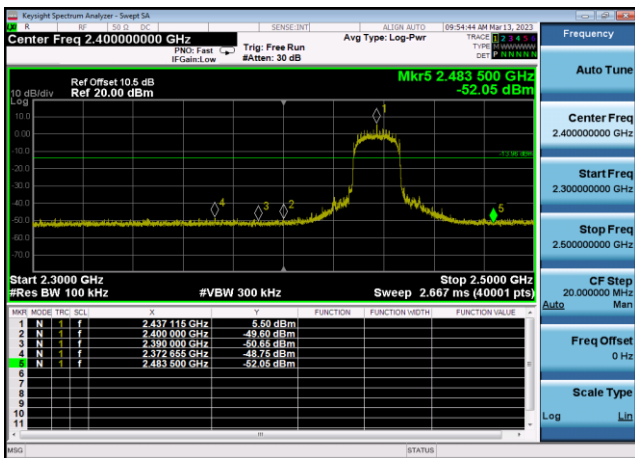 Keysight Spectrum Analyzer - Swept SA
R RF 50 Ω DC SENSE:INT ALIGN AUTO 09:54:44 AM Mar 13, 2023
Center Freq 2.400000000 GHz
PNO: Fast
IFGain:Low
Trig: Free Run
#Atten: 30 dB
Avg Type: Log-Pwr
TRACE 1 2 3 4 5 6
TYPE M WWWWW
DET P N N N N N
Frequency
Auto Tune
Center Freq
2.400000000 GHz
Start Freq
2.300000000 GHz
Stop Freq
2.500000000 GHz
CF Step
20.000000 MHz
Auto Man
Freq Offset
0 Hz
Scale Type
Log Lin
Ref Offset 10.5 dB
10 dB/div Ref 20.00 dBm
Log
Mkr5 2.483 500 GHz
-52.05 dBm
10.0
0.00
-10.0
-20.0
-30.0
-40.0
-50.0
-60.0
-70.0
-13.96 dBm
1
4
3
2
5
Start 2.3000 GHz Stop 2.5000 GHz
#Res BW 100 kHz #VBW 300 kHz Sweep 2.667 ms (40001 pts)
MKR MODE TRC SCL X Y FUNCTION FUNCTION WIDTH FUNCTION VALUE
1 N 1 f 2.437 115 GHz 5.50 dBm
2 N 1 f 2.400 000 GHz -49.60 dBm
3 N 1 f 2.390 000 GHz -50.65 dBm
4 N 1 f 2.372 655 GHz -48.75 dBm
5 N 1 f 2.483 500 GHz -52.05 dBm
6
7
8
9
10
11
MSG STATUS